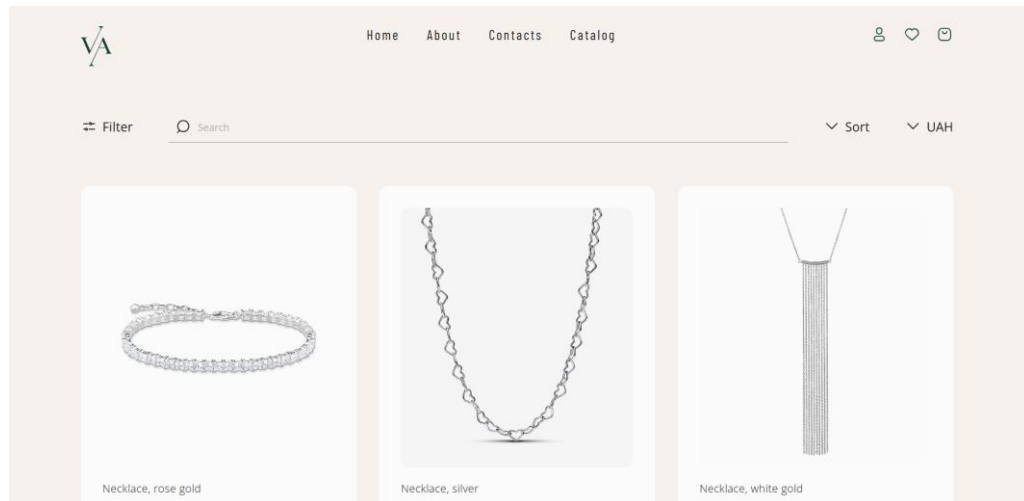 VA
Home About Contacts Catalog
Filter Search Sort UAH
Necklace, rose gold Necklace, silver Necklace, white gold